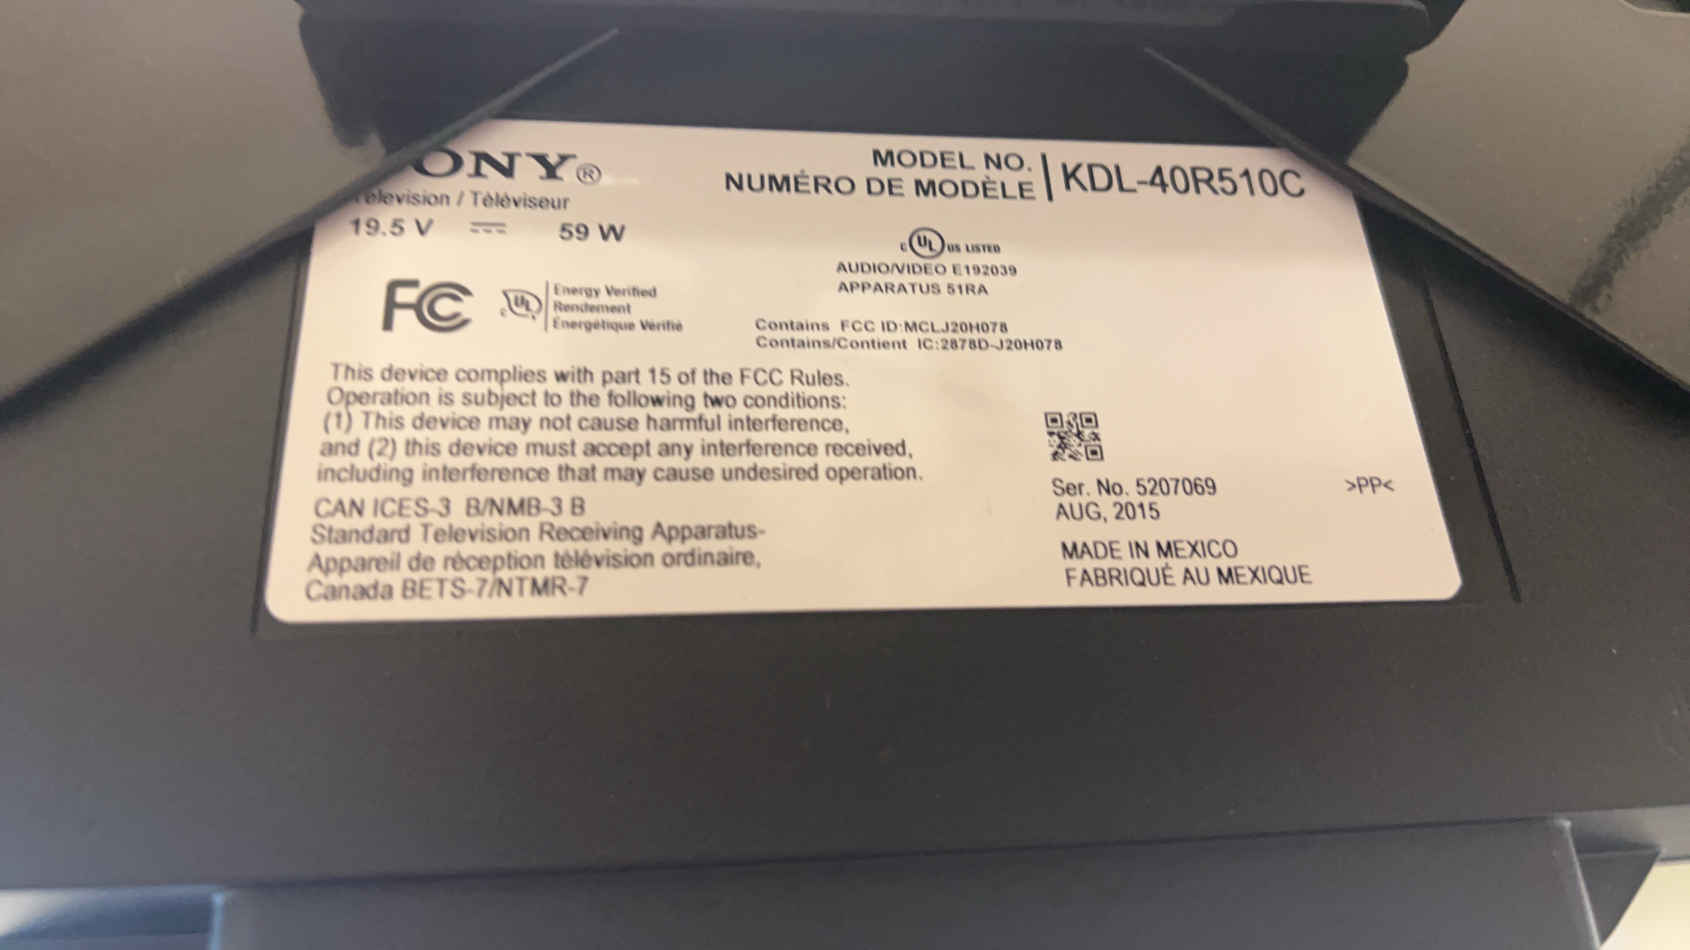 ONY®
Television / Téléviseur
19.5 V 59 W
MODEL NO.
NUMÉRO DE MODÈLE
KDL-40R510C
C UL US LISTED
AUDIO/VIDEO E192039
APPARATUS 51RA
FC
c UL
Energy Verified
Rendement
Énergétique Vérifié
Contains FCC ID:MCLJ20H078
Contains/Contient IC:2878D-J20H078
This device complies with part 15 of the FCC Rules.
Operation is subject to the following two conditions:
(1) This device may not cause harmful interference,
and (2) this device must accept any interference received,
including interference that may cause undesired operation.
CAN ICES-3 B/NMB-3 B
Standard Television Receiving Apparatus-
Appareil de réception télévision ordinaire,
Canada BETS-7/NTMR-7
Ser. No. 5207069
AUG, 2015
>PP<
MADE IN MEXICO
FABRIQUÉ AU MEXIQUE